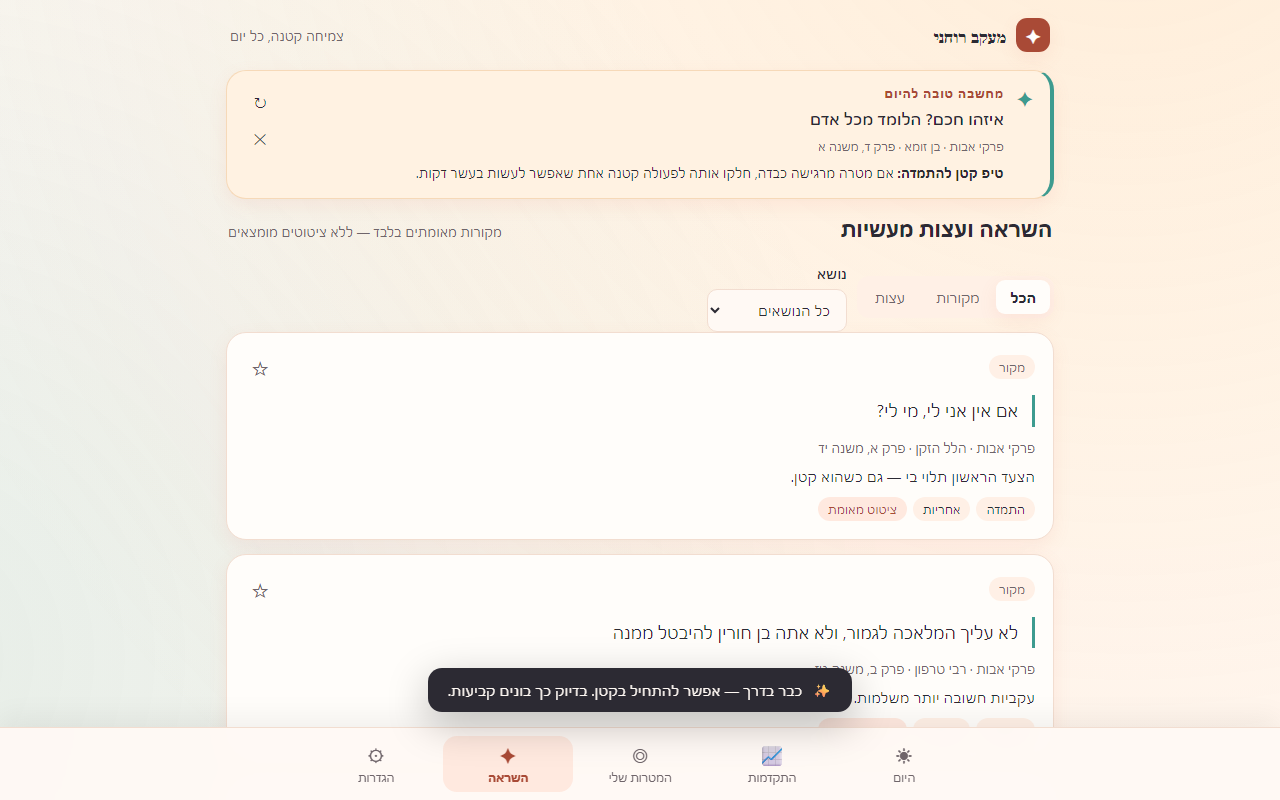 מעקב רוחני
צמיחה קטנה, כל יום
מחשבה טובה להיום
איזהו חכם? הלומד מכל אדם
פרקי אבות · בן זומא · פרק ד, משנה א
טיפ קטן להתמדה: אם מטרה מרגישה כבדה, חלקו אותה לפעולה קטנה אחת שאפשר לעשות בעשר דקות.
השראה ועצות מעשיות
מקורות מאומתים בלבד — ללא ציטוטים מומצאים
נושא
הכל
מקורות
עצות
כל הנושאים
מקור
אם אין אני לי, מי לי?
פרקי אבות · הלל הזקן · פרק א, משנה יד
הצעד הראשון תלוי בי — גם כשהוא קטן.
התמדה
אחריות
ציטוט מאומת
מקור
לא עליך המלאכה לגמור, ולא אתה בן חורין להיבטל ממנה
פרקי אבות · רבי טרפון · פרק ב, משנה
עקביות חשובה יותר משלמות.
כבר בדרך — אפשר להתחיל בקטן. בדיוק כך בונים קביעות.
היום
התקדמות
המטרות שלי
השראה
הגדרות